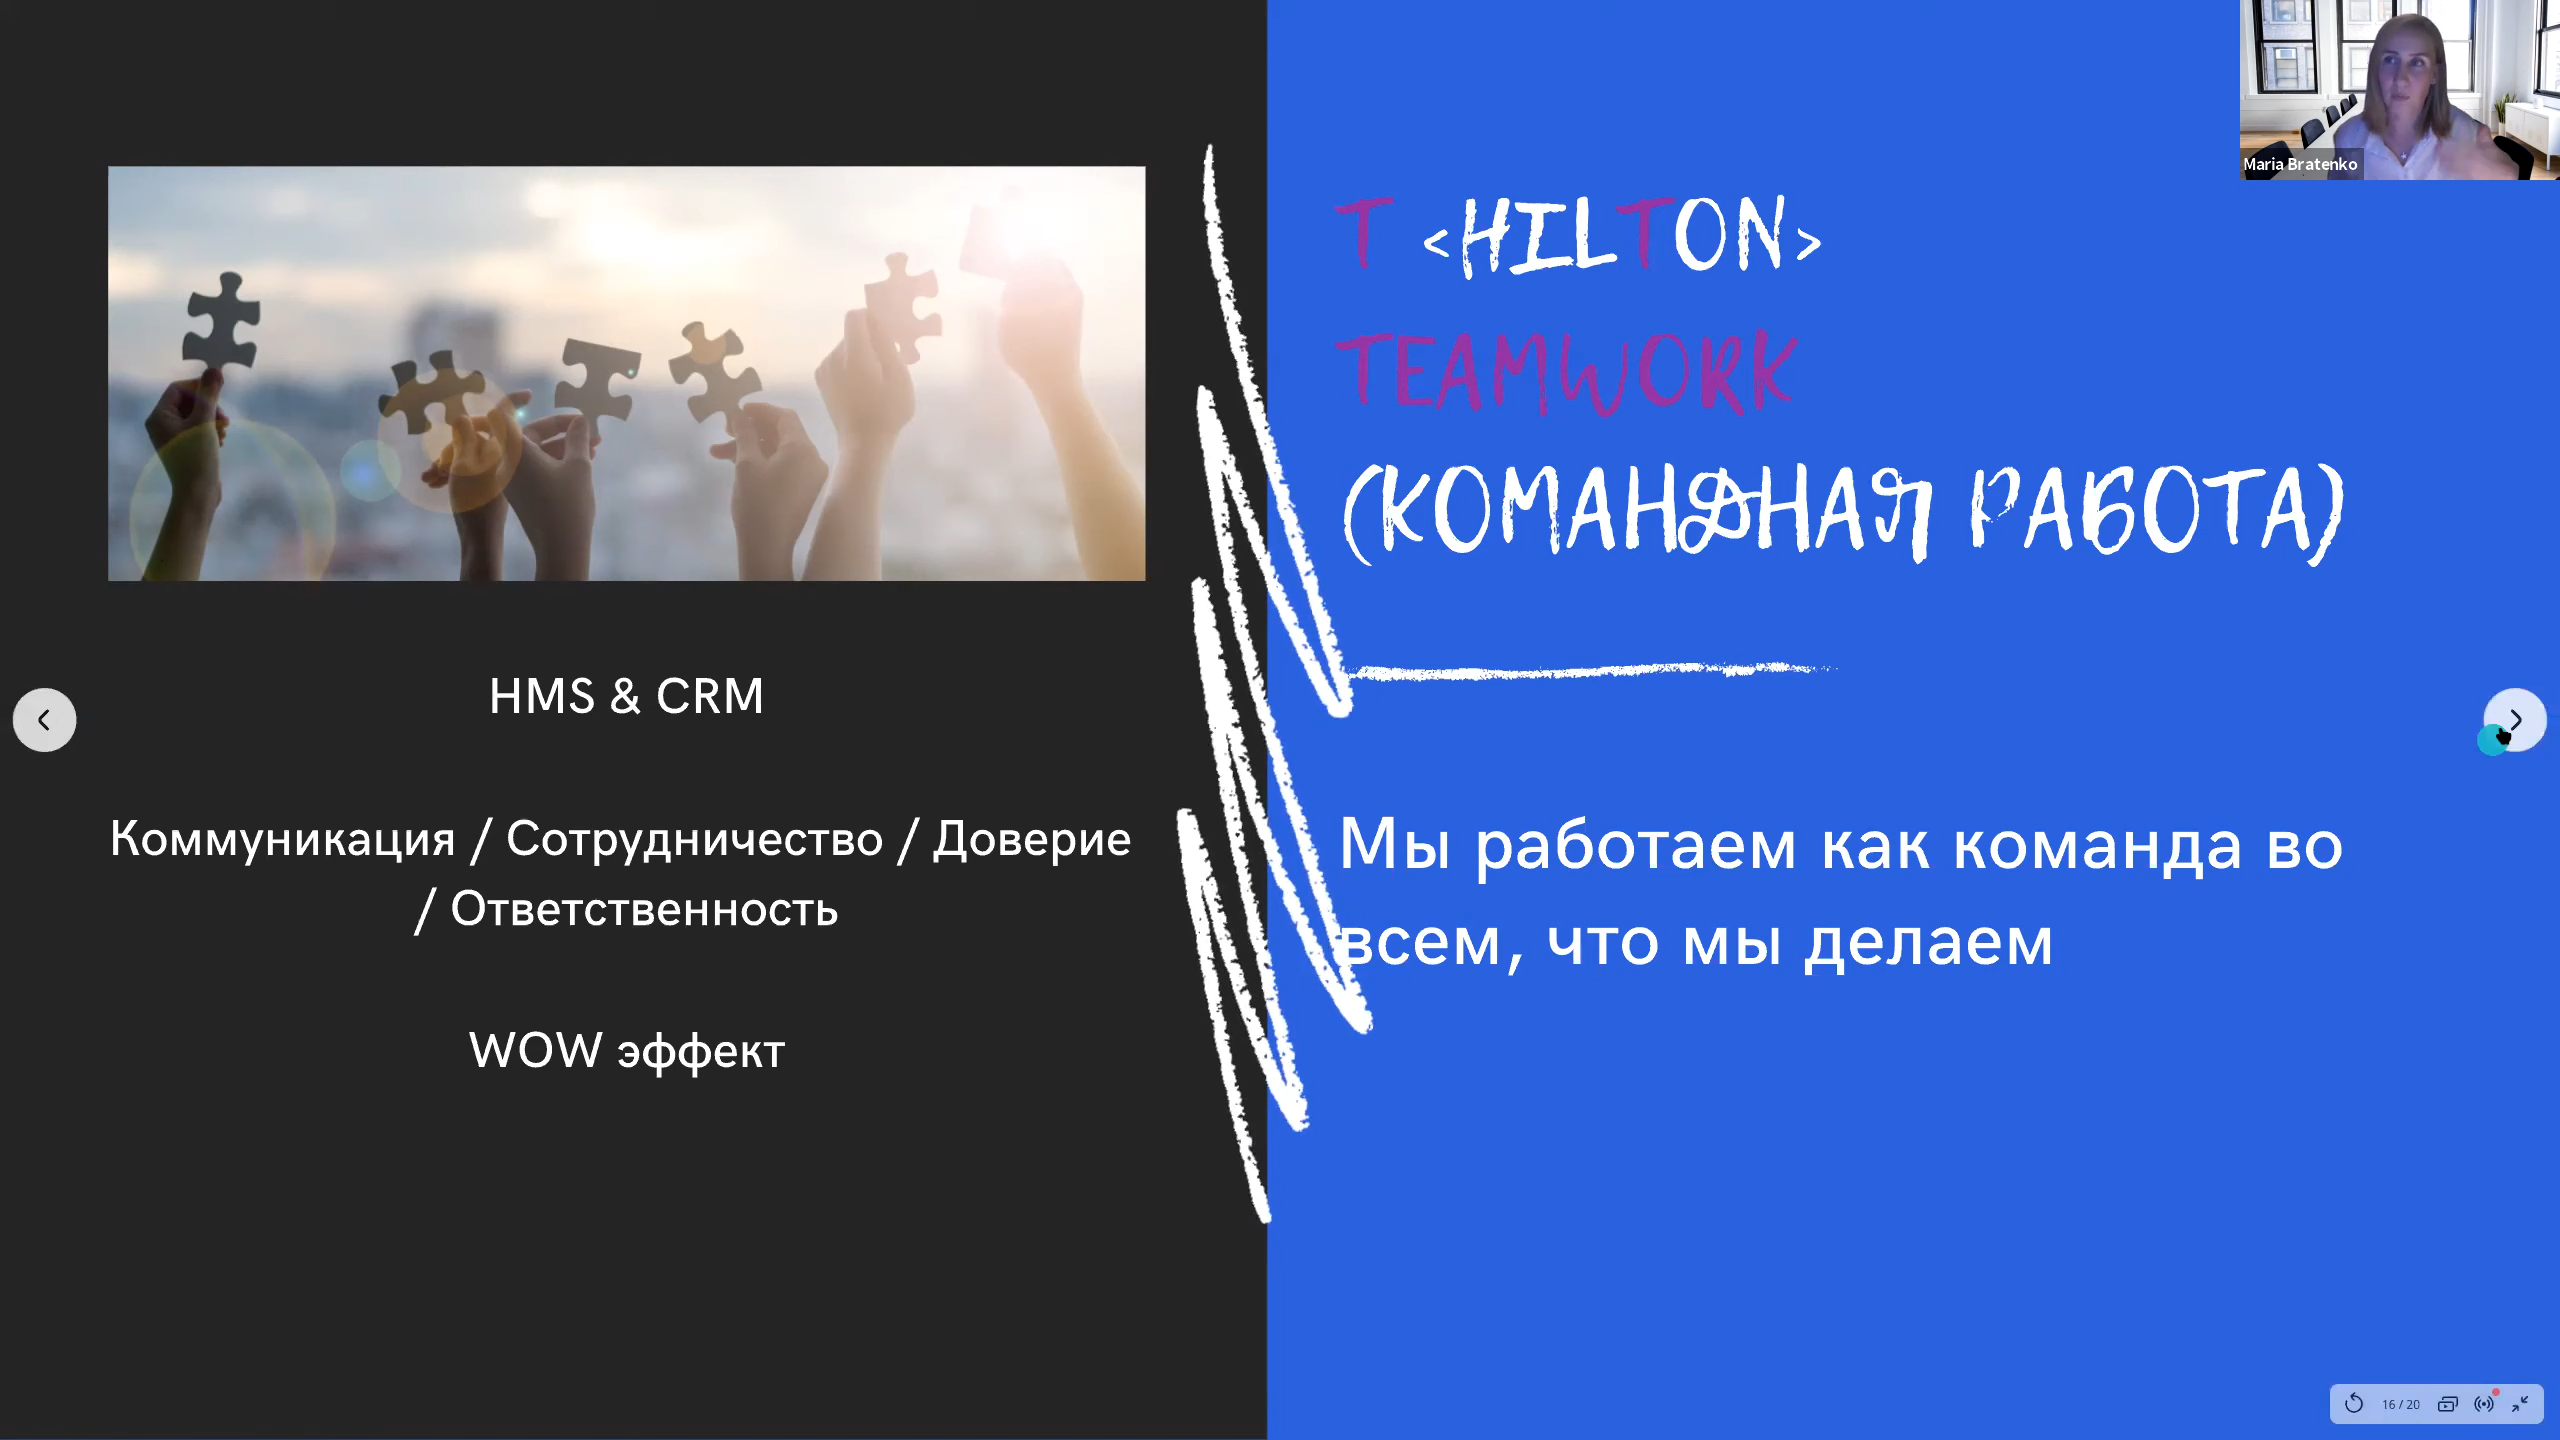 HMS & CRM
Коммуникация / Сотрудничество / Доверие
/ Ответственность
WOW эффект
T <HILTON>
TEAMWORK
(КОМАНДНАЯ РАБОТА)
Мы работаем как команда во
всем, что мы делаем
Maria Bratenko
16 / 20